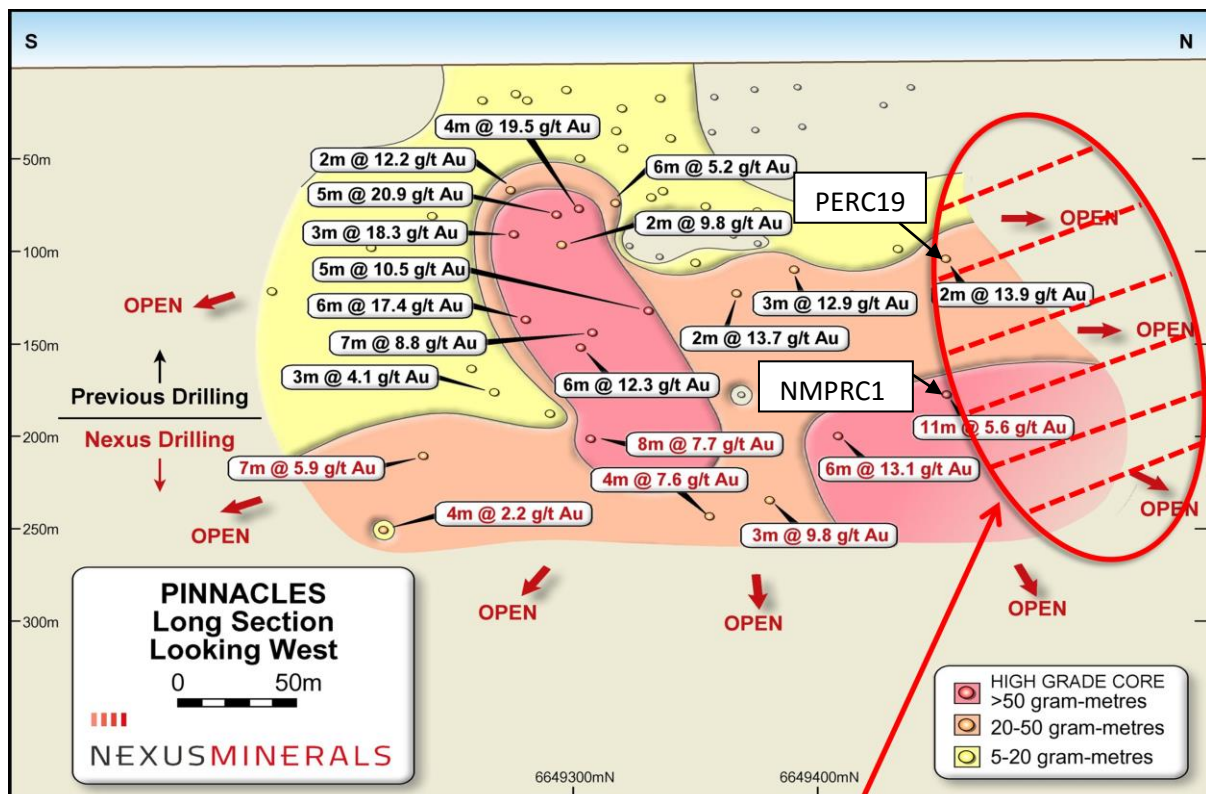 S
N
4m @ 19.5 g/t Au
50m
2m @ 12.2 g/t Au
6m @ 5.2 g/t Au
5m @ 20.9 g/t Au
PERC19
OPEN
3m @ 18.3 g/t Au
2m @ 9.8 g/t Au
100m
5m @ 10.5 g/t Au
OPEN
6m @ 17.4 g/t Au
3m @ 12.9 g/t Au
2m @ 13.9 g/t Au
OPEN
7m @ 8.8 g/t Au
2m @ 13.7 g/t Au
150m
3m @ 4.1 g/t Au
6m @ 12.3 g/t Au
NMPRC1
Previous Drilling
200m
Nexus Drilling
11m @ 5.6 g/t Au
8m @ 7.7 g/t Au
7m @ 5.9 g/t Au
6m @ 13.1 g/t Au
4m @ 7.6 g/t Au
OPEN
OPEN
4m @ 2.2 g/t Au
250m
3m @ 9.8 g/t Au
OPEN
OPEN
OPEN
300m
PINNACLES
Long Section
Looking West
0 50m
NEXUSMINERALS
HIGH GRADE CORE
>50 gram-metres
20-50 gram-metres
5-20 gram-metres
6649300mN
6649400mN